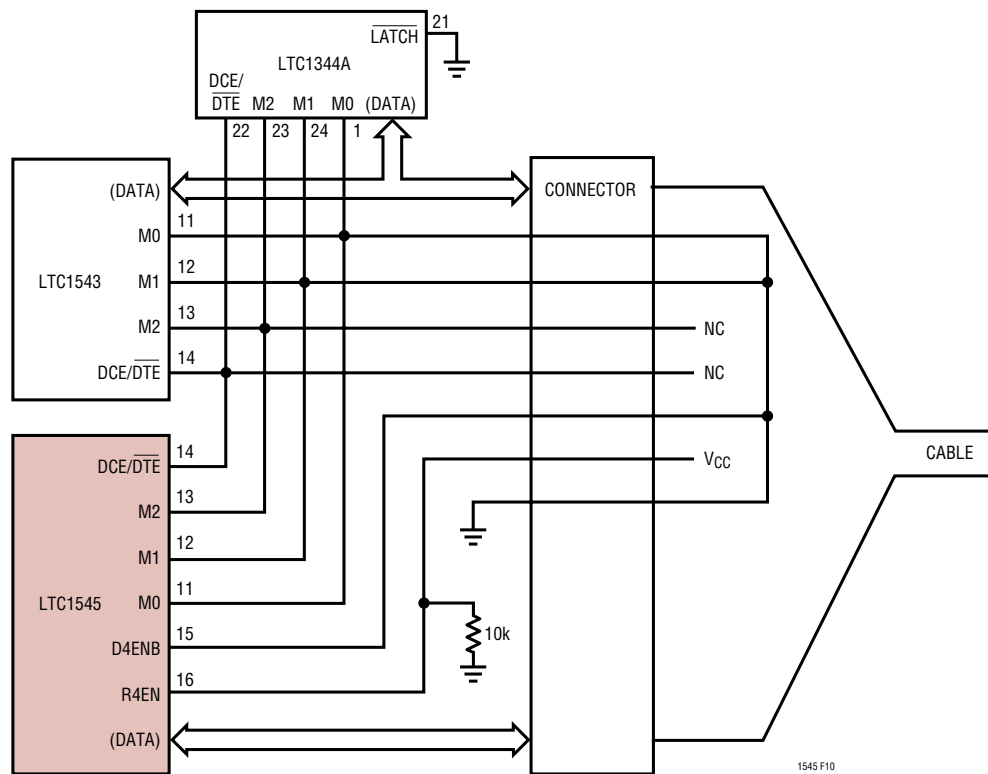 21
LATCH
LTC1344A
DCE/
DTE M2 M1 M0 (DATA)
22 23 24 1
(DATA)
CONNECTOR
11
M0
12
LTC1543
M1
13
M2
NC
14
DCE/DTE
NC
14
DCE/DTE
VCC
CABLE
13
M2
12
M1
11
LTC1545
M0
10k
15
D4ENB
16
R4EN
(DATA)
1545 F10